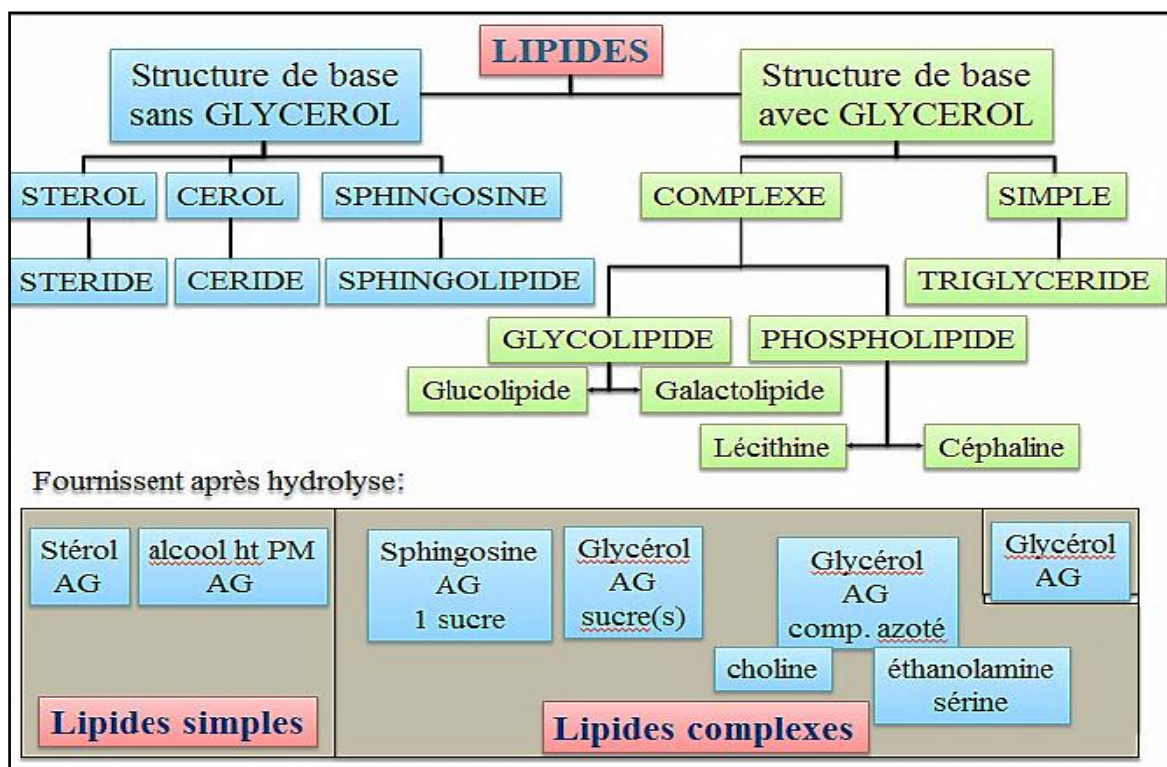 LIPIDES
Structure de base
sans GLYCEROL
Structure de base
avec GLYCEROL
STEROL
CEROL
SPHINGOSINE
COMPLEXE
SIMPLE
STERIDE
CERIDE
SPHINGOLIPIDE
TRIGLYCERIDE
GLYCOLIPIDE
PHOSPHOLIPIDE
Glucolipide
Galactolipide
Lécithine
Céphaline
Fournissent après hydrolyse:
Stérol
AG
alcool ht PM
AG
Sphingosine
AG
1 sucre
Glycérol
AG
sucre(s)
Glycérol
AG
comp. azoté
Glycérol
AG
choline
éthanolamine
sérine
Lipides simples
Lipides complexes